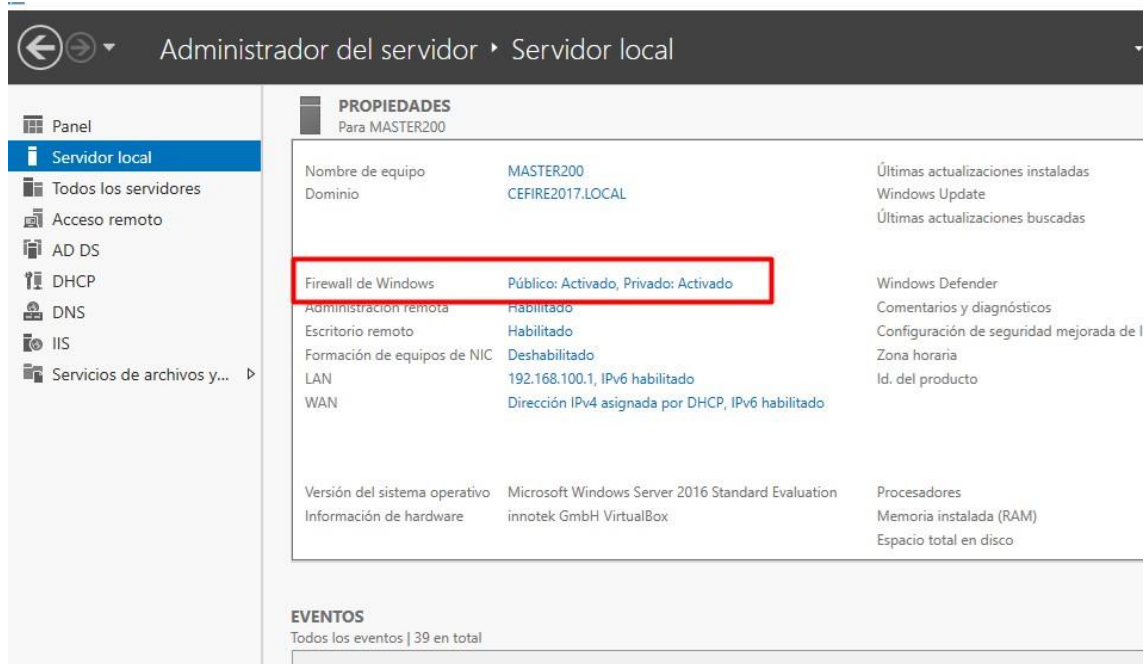 Administrador del servidor ‣ Servidor local
Panel
Servidor local
Todos los servidores
Acceso remoto
AD DS
DHCP
DNS
IIS
Servicios de archivos y...
PROPIEDADES
Para MASTER200
Nombre de equipo MASTER200 Últimas actualizaciones instaladas
Dominio CEFIRE2017.LOCAL Windows Update
Últimas actualizaciones buscadas
Firewall de Windows Público: Activado, Privado: Activado Windows Defender
Administración remota Habilitado Comentarios y diagnósticos
Escritorio remoto Habilitado Configuración de seguridad mejorada de
Formación de equipos de NIC Deshabilitado Zona horaria
LAN 192.168.100.1, IPv6 habilitado Id. del producto
WAN Dirección IPv4 asignada por DHCP, IPv6 habilitado
Versión del sistema operativo Microsoft Windows Server 2016 Standard Evaluation Procesadores
Información de hardware innotek GmbH VirtualBox Memoria instalada (RAM)
Espacio total en disco
EVENTOS
Todos los eventos | 39 en total